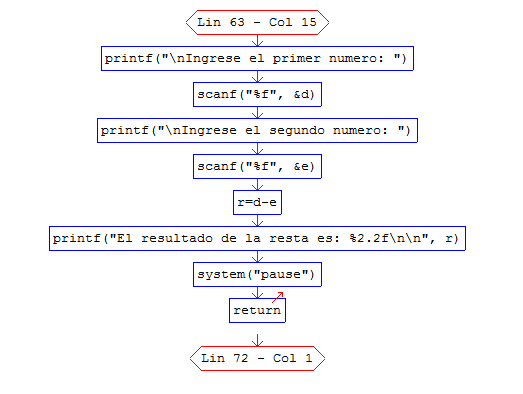 Lin 63 - Col 15
printf("\nIngrese el primer numero: ")
scanf("%f", &d)
printf("\nIngrese el segundo numero: ")
scanf("%f", &e)
r=d-e
printf("El resultado de la resta es: %2.2f\n\n", r)
system("pause")
return
Lin 72 - Col 1